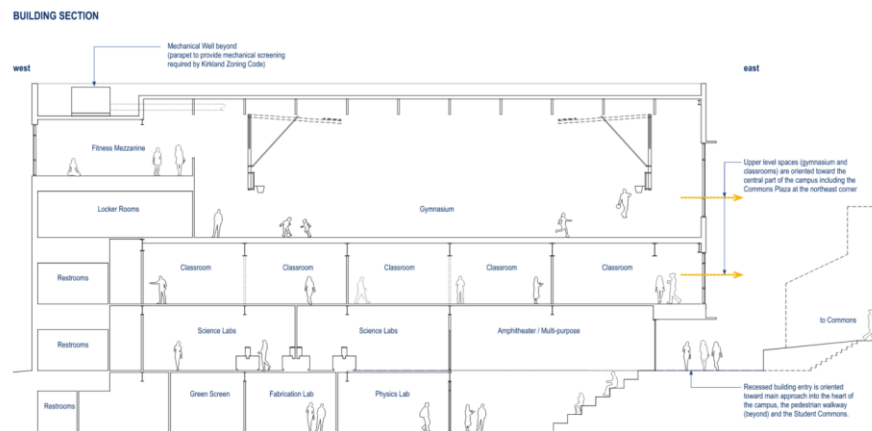 BUILDING SECTION
Mechanical Well beyond
(parapet to provide mechanical screening
required by Kirkland Zoning Code)
west
east
Fitness Mezzanine
Upper level spaces (gymnasium and
classrooms) are oriented toward the
central part of the campus including the
Commons Plaza at the northeast corner
Locker Rooms
Gymnasium
Classroom
Classroom
Classroom
Classroom
Classroom
Restrooms
to Commons
Science Labs
Science Labs
Amphitheater / Multi-purpose
Restrooms
Recessed building entry is oriented
toward main approach into the heart of
the campus, the pedestrian walkway
(beyond) and the Student Commons.
Green Screen
Fabrication Lab
Physics Lab
Restrooms